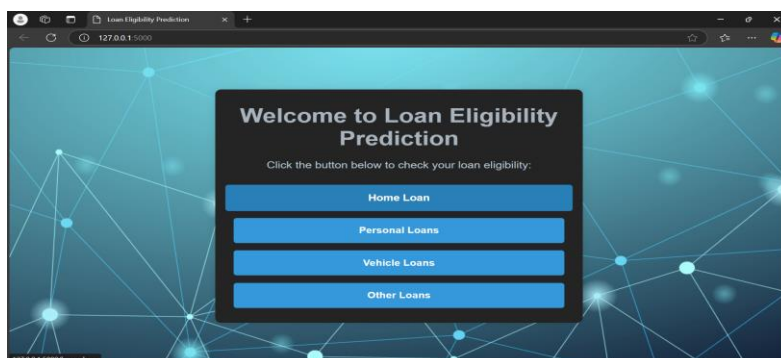 Loan Eligibility Prediction
127.0.0.1:5000
Welcome to Loan Eligibility
Prediction
Click the button below to check your loan eligibility:
Home Loan
Personal Loans
Vehicle Loans
Other Loans